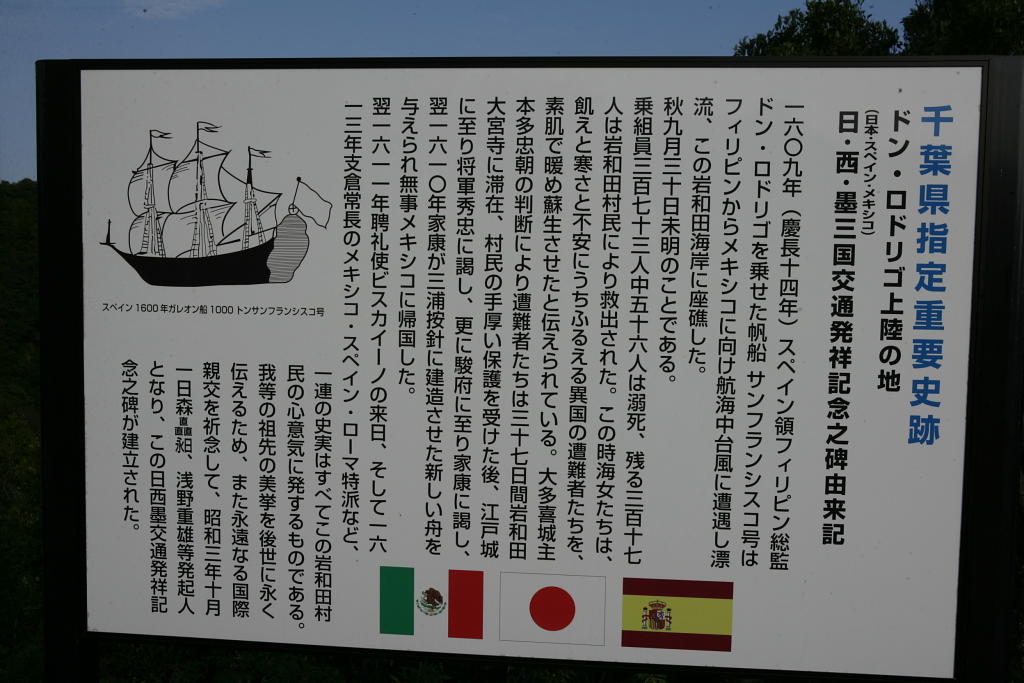 千葉県指定重要史跡
ドン・ロドリゴ上陸の地
(日本・スペイン・メキシコ)
日・西・墨三国交通発祥記念之碑由来記
一六〇九年（慶長十四年）スペイン領フィリピン総監
ドン・ロドリゴを乗せた帆船 サンフランシスコ号は
フィリピンからメキシコに向け航海中台風に遭遇し漂
流、この岩和田海岸に座礁した。
秋九月三十日未明のことである。
乗組員三百七十三人中五十六人は溺死、残る三百十七
人は岩和田村民により救出された。この時海女たちは、
飢えと寒さと不安にうちふるえる異国の遭難者たちを、
素肌で暖め蘇生させたと伝えられている。大多喜城主
本多忠朝の判断により遭難者たちは三十七日間岩和田
大宮寺に滞在、村民の手厚い保護を受けた後、江戸城
に至り将軍秀忠に謁し、更に駿府に至り家康に謁し、
翌一六一〇年家康が三浦按針に建造させた新しい舟を
与えられ無事メキシコに帰国した。
翌一六一一年聘礼使ビスカイーノの来日、そして一六
一三年支倉常長のメキシコ・スペイン・ローマ特派など、
一連の史実はすべてこの岩和田村
民の心意気に発するものである。
我等の祖先の美挙を後世に永く
伝えるため、また永遠なる国際
親交を祈念して、昭和三年十月
一日森矗昶、浅野重雄等発起人
となり、この日西墨交通発祥記
念之碑が建立された。
スペイン1600年ガレオン船1000トンサンフランシスコ号